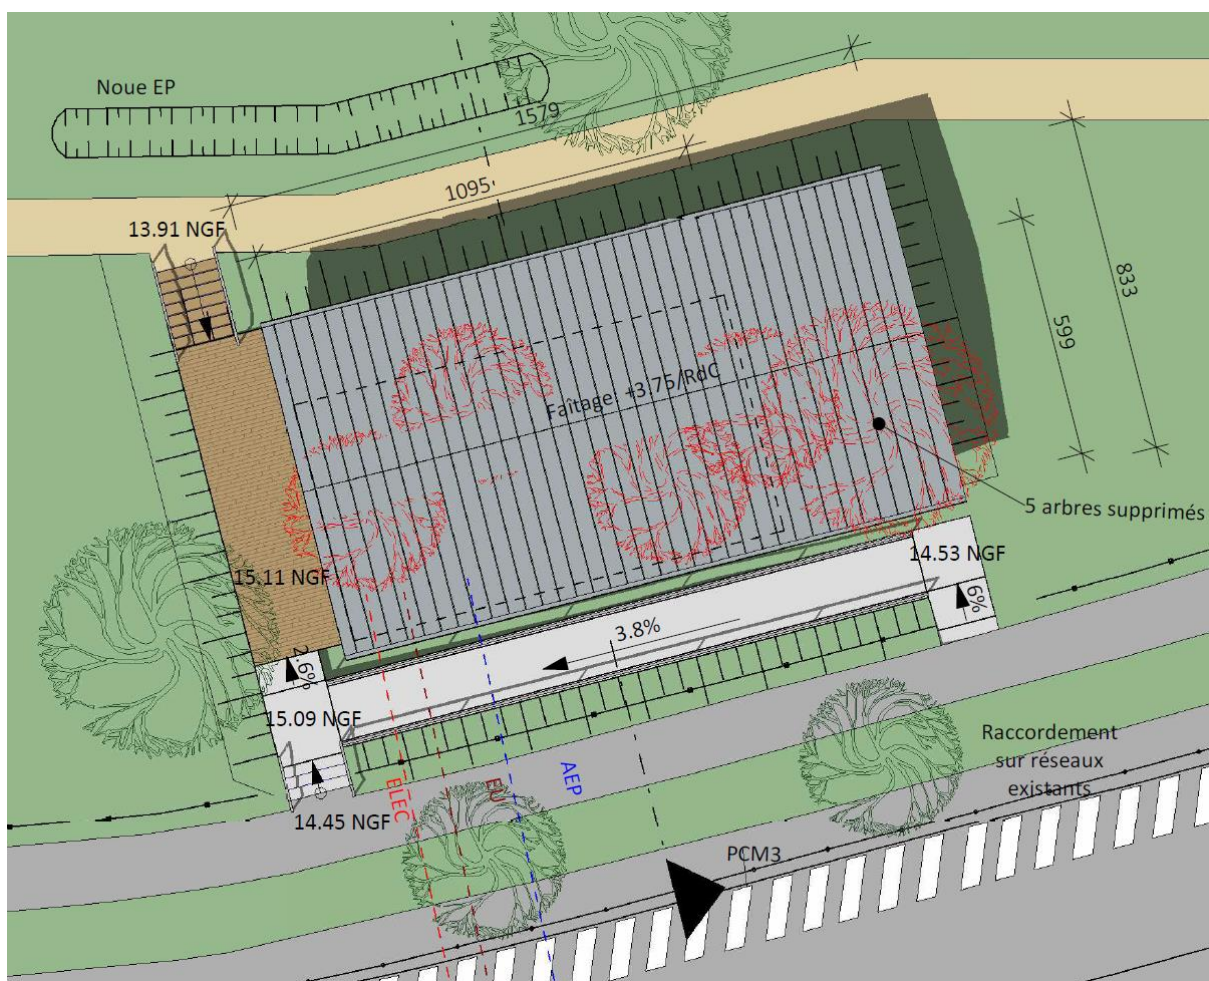 Noue EP
1579
1095
13.91 NGF
833
599
Faîtage: +3.75/RdC
5 arbres supprimés
14.53 NGF
15.11 NGF
6%
3.8%
2.6%
15.09 NGF
Raccordement
sur réseaux
existants
ELEC
EU
AEP
14.45 NGF
PCM3